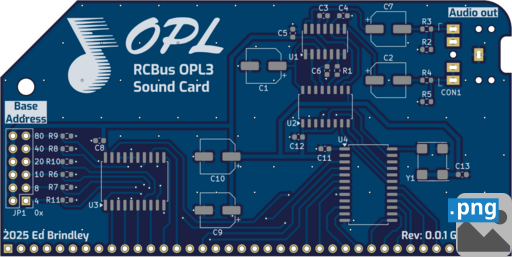 OPL
RCBus OPL3
Sound Card
Audio out
C3 C4
C7
R3
C5
R2
U1
C6 R1
C1
C2
R4
CON1
R5
Base
Address
80 R9
40 R8
20 R10
10 R6
8 R7
4 R11
JP1 0x
C8
U2
C12
U4
C11
C10
Y1
C13
U3
C9
2025 Ed Brindley
Rev: 0.0.1 G
.png